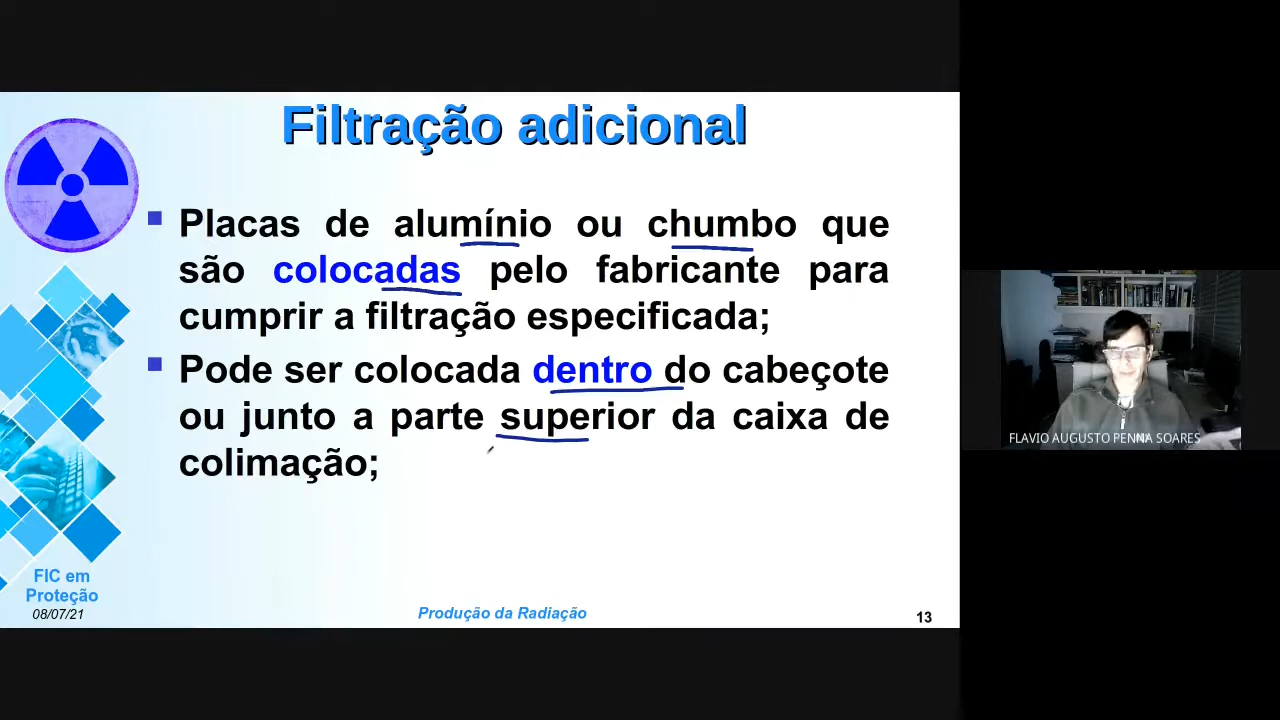 Filtração adicional
Placas de alumínio ou chumbo que
são colocadas pelo fabricante para
cumprir a filtração especificada;
Pode ser colocada dentro do cabeçote
ou junto a parte superior da caixa de
colimação;
FIC em
Proteção
08/07/21
Produção da Radiação
13
FLAVIO AUGUSTO PENNA SOARES